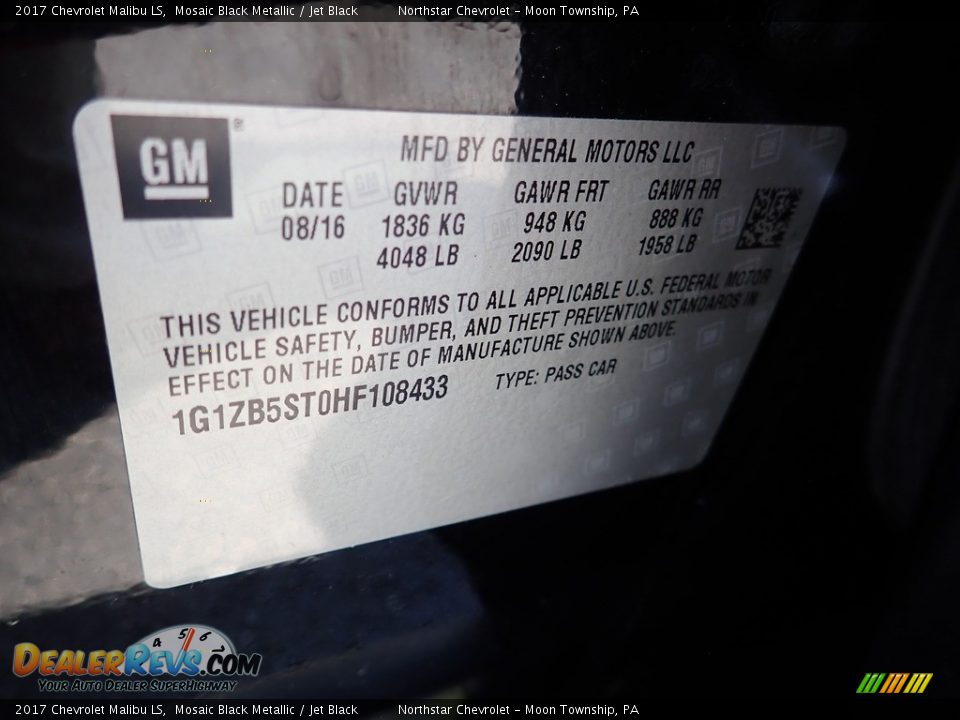 2017 Chevrolet Malibu LS, Mosaic Black Metallic / Jet Black Northstar Chevrolet - Moon Township, PA
GM ®
MFD BY GENERAL MOTORS LLC
DATE GVWR GAWR FRT GAWR RR
08/16 1836 KG 948 KG 888 KG
4048 LB 2090 LB 1958 LB
THIS VEHICLE CONFORMS TO ALL APPLICABLE U.S. FEDERAL MOTOR
VEHICLE SAFETY, BUMPER, AND THEFT PREVENTION STANDARDS IN
EFFECT ON THE DATE OF MANUFACTURE SHOWN ABOVE.
1G1ZB5ST0HF108433 TYPE: PASS CAR
4 5 6
DEALERREVS.COM
YOUR AUTO DEALER SUPERHIGHWAY
2017 Chevrolet Malibu LS, Mosaic Black Metallic / Jet Black Northstar Chevrolet - Moon Township, PA